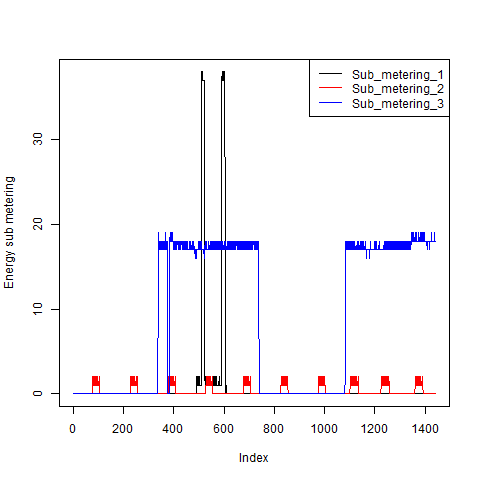 Sub_metering_1
Sub_metering_2
Sub_metering_3
Energy sub metering
30
20
10
0
0 200 400 600 800 1000 1200 1400
Index